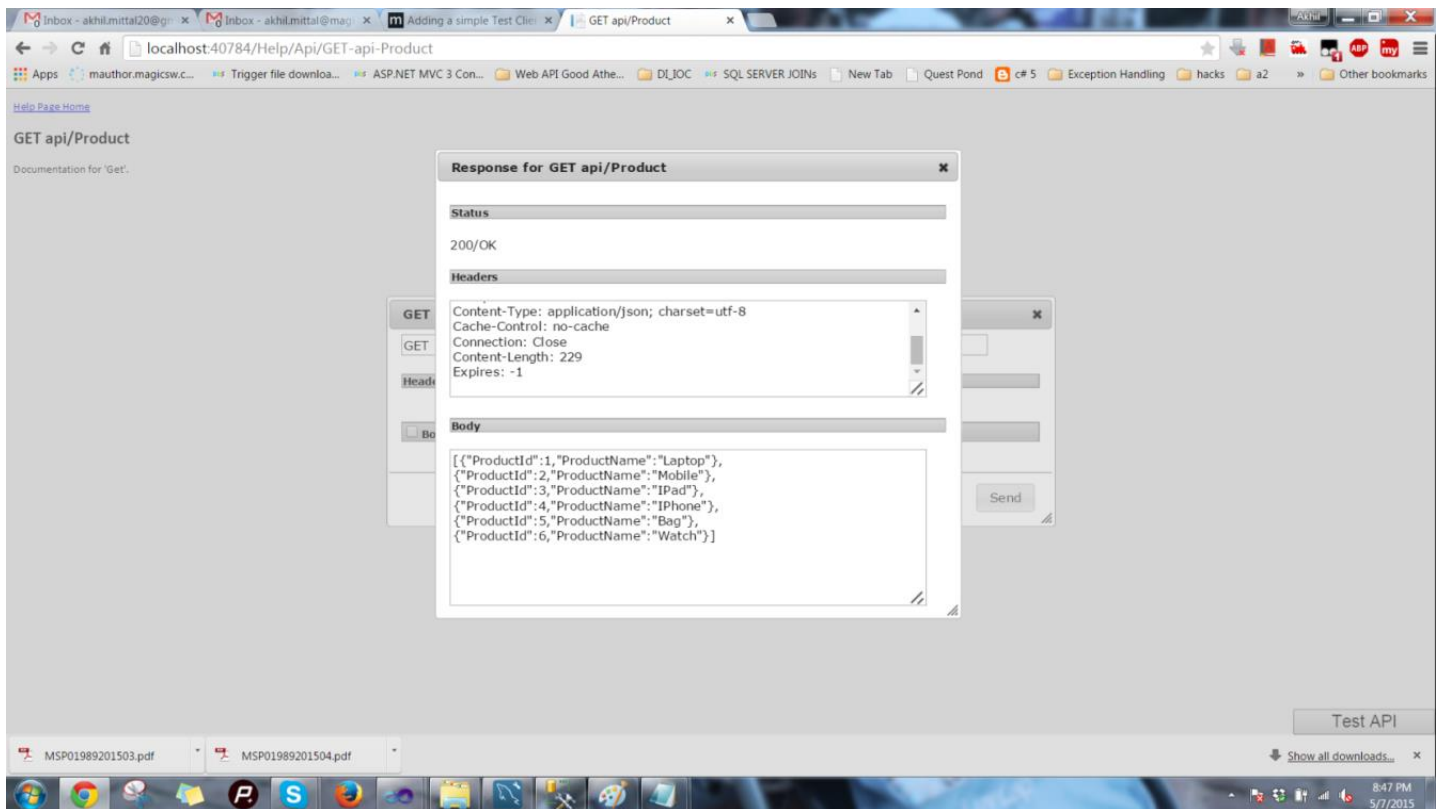 Inbox - akhil.mittal20@gm
Inbox - akhil.mittal@magi
Adding a simple Test Clien
GET api/Product
Akhil
localhost:40784/Help/Api/GET-api-Product
Apps
mauthor.magicsw.c...
Trigger file downloa...
ASP.NET MVC 3 Con...
Web API Good Athe...
DI_IOC
SQL SERVER JOINs
New Tab
Quest Pond
c# 5
Exception Handling
hacks
a2
»
Other bookmarks
Help Page Home
GET api/Product
Documentation for 'Get'.
Response for GET api/Product
Status
200/OK
Headers
GET
Content-Type: application/json; charset=utf-8
Cache-Control: no-cache
GET
Connection: Close
Content-Length: 229
Expires: -1
Heade
Body
Bo
[{"ProductId":1,"ProductName":"Laptop"},
{"ProductId":2,"ProductName":"Mobile"},
{"ProductId":3,"ProductName":"IPad"},
{"ProductId":4,"ProductName":"IPhone"},
{"ProductId":5,"ProductName":"Bag"},
{"ProductId":6,"ProductName":"Watch"}]
Send
Test API
MSP01989201503.pdf
MSP01989201504.pdf
Show all downloads...
8:47 PM
5/7/2015